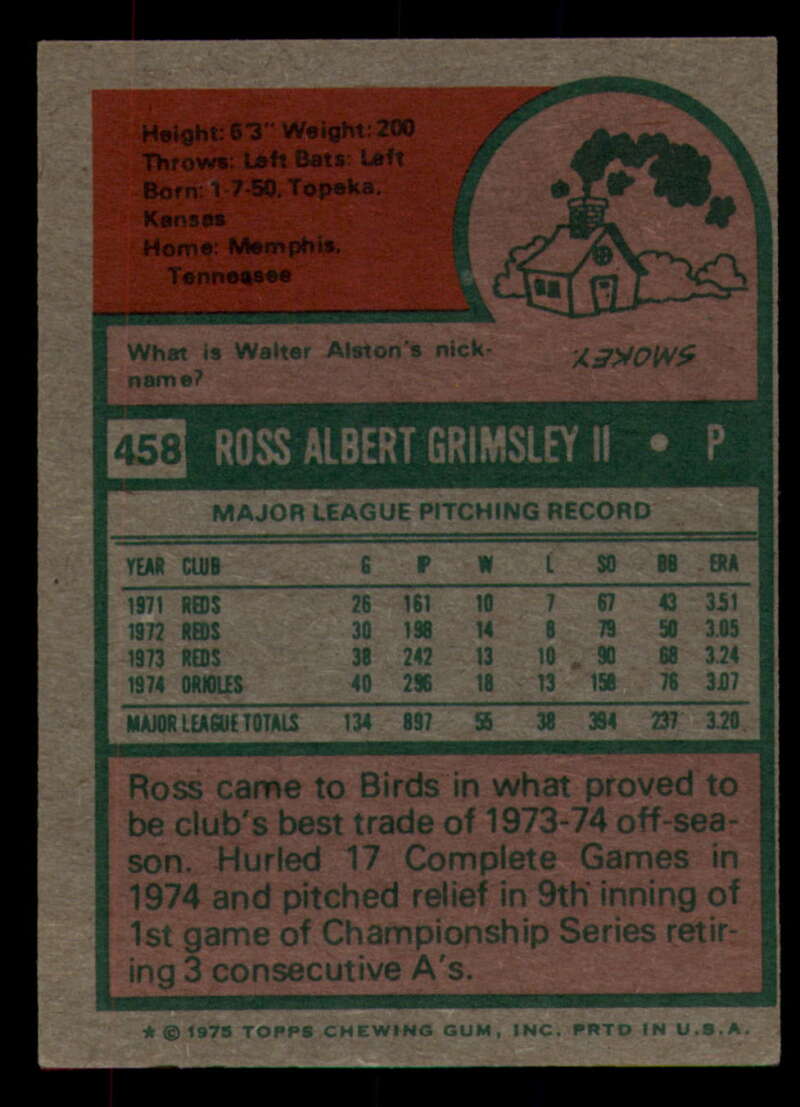 Height: 6'3" Weight: 200
Throws: Left Bats: Left
Born: 1-7-50, Topeka,
Kansas
Home: Memphis,
Tennessee
What is Walter Alston's nick-
name?
SMOKEY
458 ROSS ALBERT GRIMSLEY II • P
MAJOR LEAGUE PITCHING RECORD
YEAR CLUB G IP W L SO BB ERA
1971 REDS 26 161 10 7 67 43 3.51
1972 REDS 30 198 14 8 79 50 3.05
1973 REDS 38 242 13 10 90 68 3.24
1974 ORIOLES 40 296 18 13 158 76 3.07
MAJOR LEAGUE TOTALS 134 897 55 38 394 237 3.20
Ross came to Birds in what proved to
be club's best trade of 1973-74 off-sea-
son. Hurled 17 Complete Games in
1974 and pitched relief in 9th inning of
1st game of Championship Series retir-
ing 3 consecutive A's.
* © 1975 TOPPS CHEWING GUM, INC. PRTD IN U.S.A.